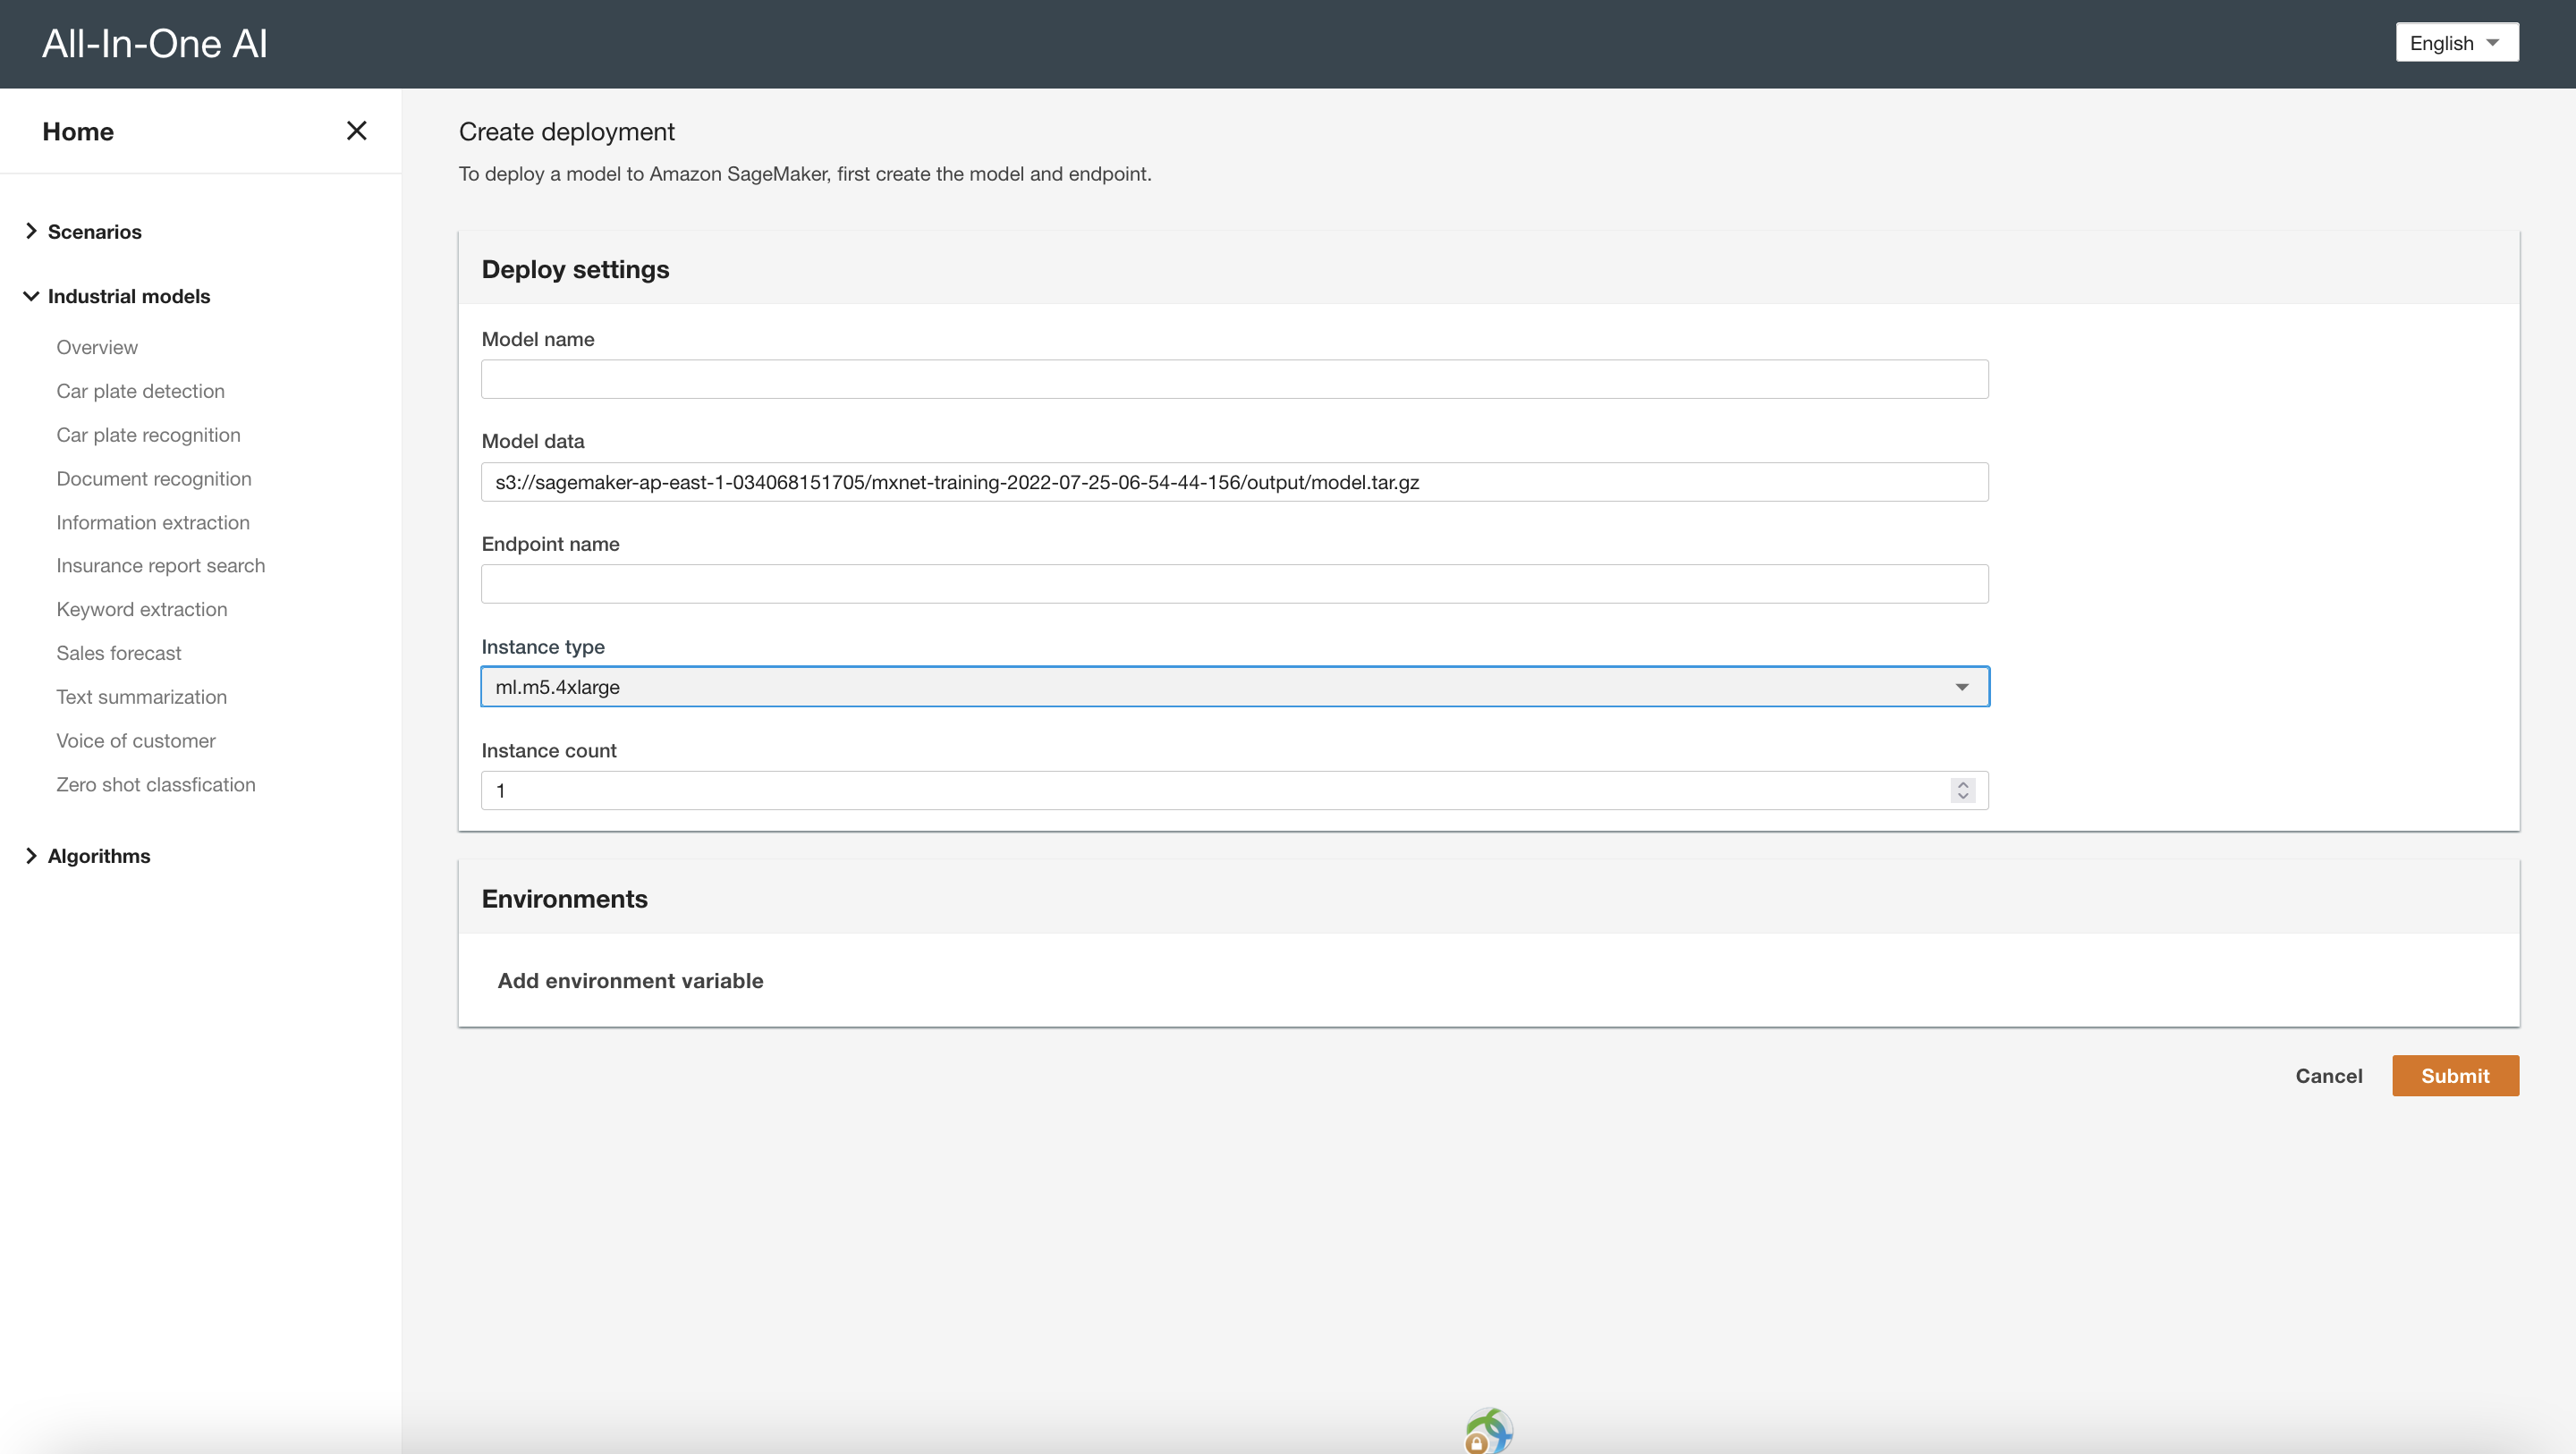 All-In-One AI
English
Home
Scenarios
Industrial models
Overview
Car plate detection
Car plate recognition
Document recognition
Information extraction
Insurance report search
Keyword extraction
Sales forecast
Text summarization
Voice of customer
Zero shot classfication
Algorithms
Create deployment
To deploy a model to Amazon SageMaker, first create the model and endpoint.
Deploy settings
Model name
Model data
s3://sagemaker-ap-east-1-034068151705/mxnet-training-2022-07-25-06-54-44-156/output/model.tar.gz
Endpoint name
Instance type
ml.m5.4xlarge
Instance count
1
Environments
Add environment variable
Cancel
Submit